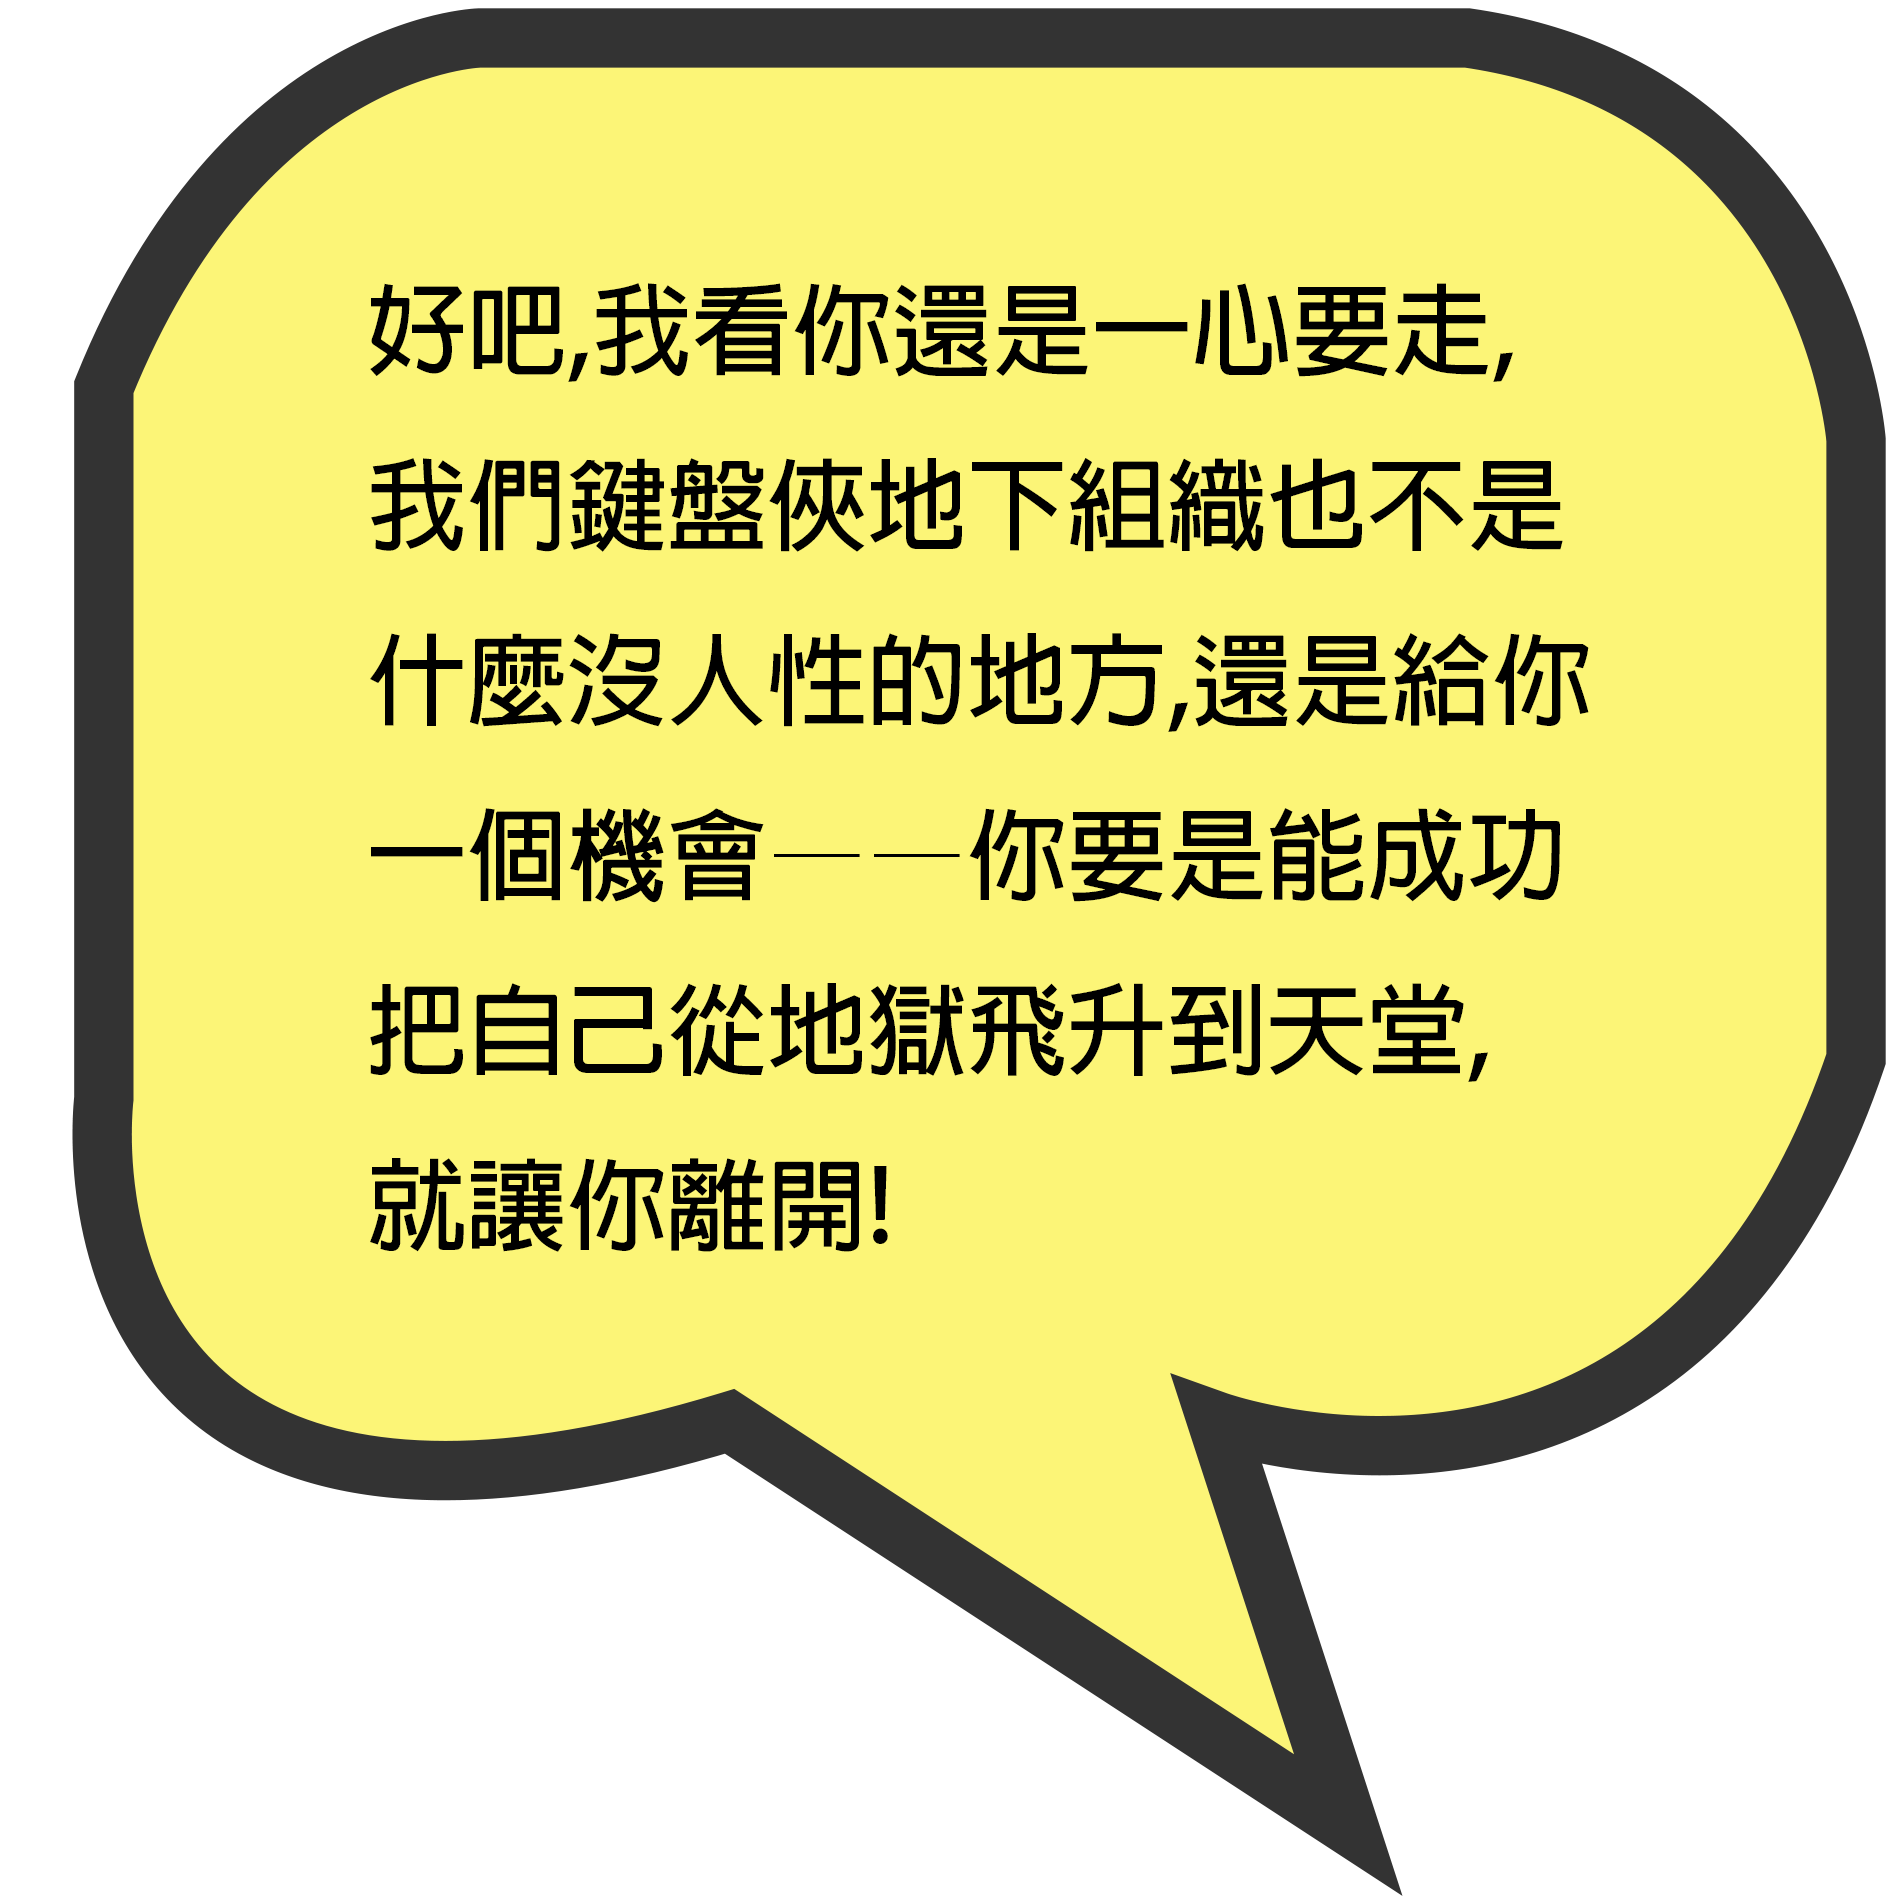 好吧,我看你還是一心要走,
我們鍵盤俠地下組織也不是
什麼沒人性的地方,還是給你
一個機會——你要是能成功
把自己從地獄飛升到天堂,
就讓你離開!